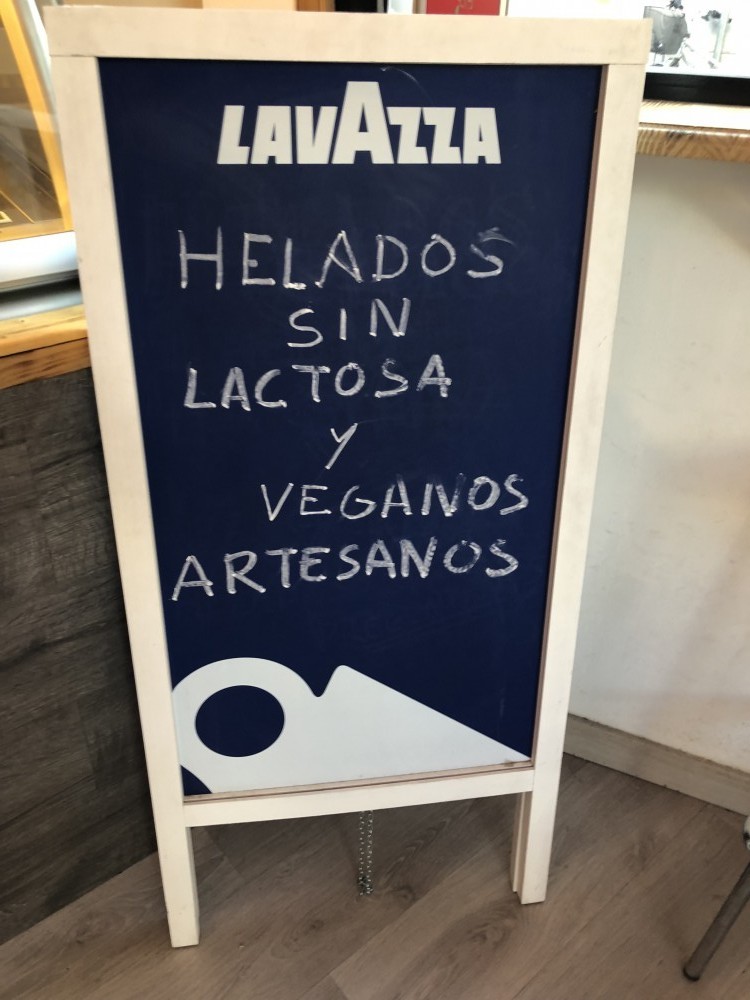 LAVAZZA
HELADOS
SIN
LACTOSA
Y
VEGANOS
ARTESANOS